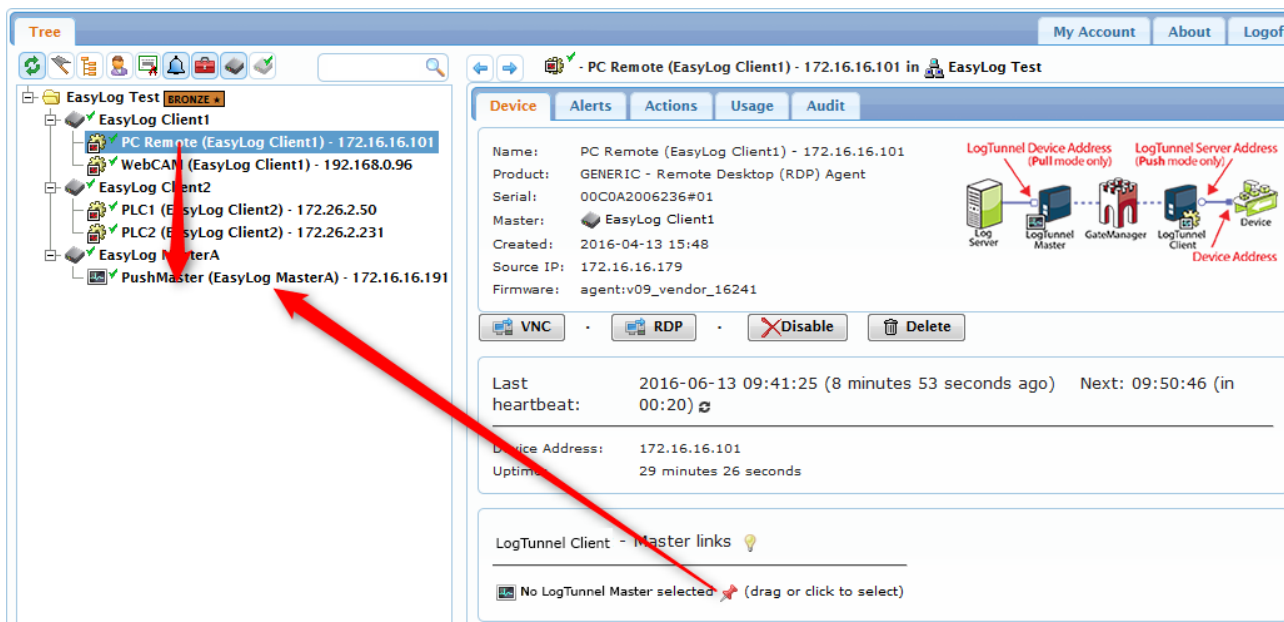 Tree
My Account
About
Logof
EasyLog Test BRONZE ★
EasyLog Client1
PC Remote (EasyLog Client1) - 172.16.16.101
WebCAM (EasyLog Client1) - 192.168.0.96
EasyLog Client2
PLC1 (EasyLog Client2) - 172.26.2.50
PLC2 (EasyLog Client2) - 172.26.2.231
EasyLog MasterA
PushMaster (EasyLog MasterA) - 172.16.16.191
- PC Remote (EasyLog Client1) - 172.16.16.101 in EasyLog Test
Device
Alerts
Actions
Usage
Audit
Name: PC Remote (EasyLog Client1) - 172.16.16.101
Product: GENERIC - Remote Desktop (RDP) Agent
Serial: 00C0A2006236#01
Master: EasyLog Client1
Created: 2016-04-13 15:48
Source IP: 172.16.16.179
Firmware: agent:v09_vendor_16241
LogTunnel Device Address
(Pull mode only)
LogTunnel Server Address
(Push mode only)
Log
Server
LogTunnel
Master
GateManager
LogTunnel
Client
Device
Device Address
VNC · RDP · Disable Delete
Last 2016-06-13 09:41:25 (8 minutes 53 seconds ago) Next: 09:50:46 (in
heartbeat: 00:20)
Device Address: 172.16.16.101
Uptime: 29 minutes 26 seconds
LogTunnel Client - Master links
No LogTunnel Master selected (drag or click to select)